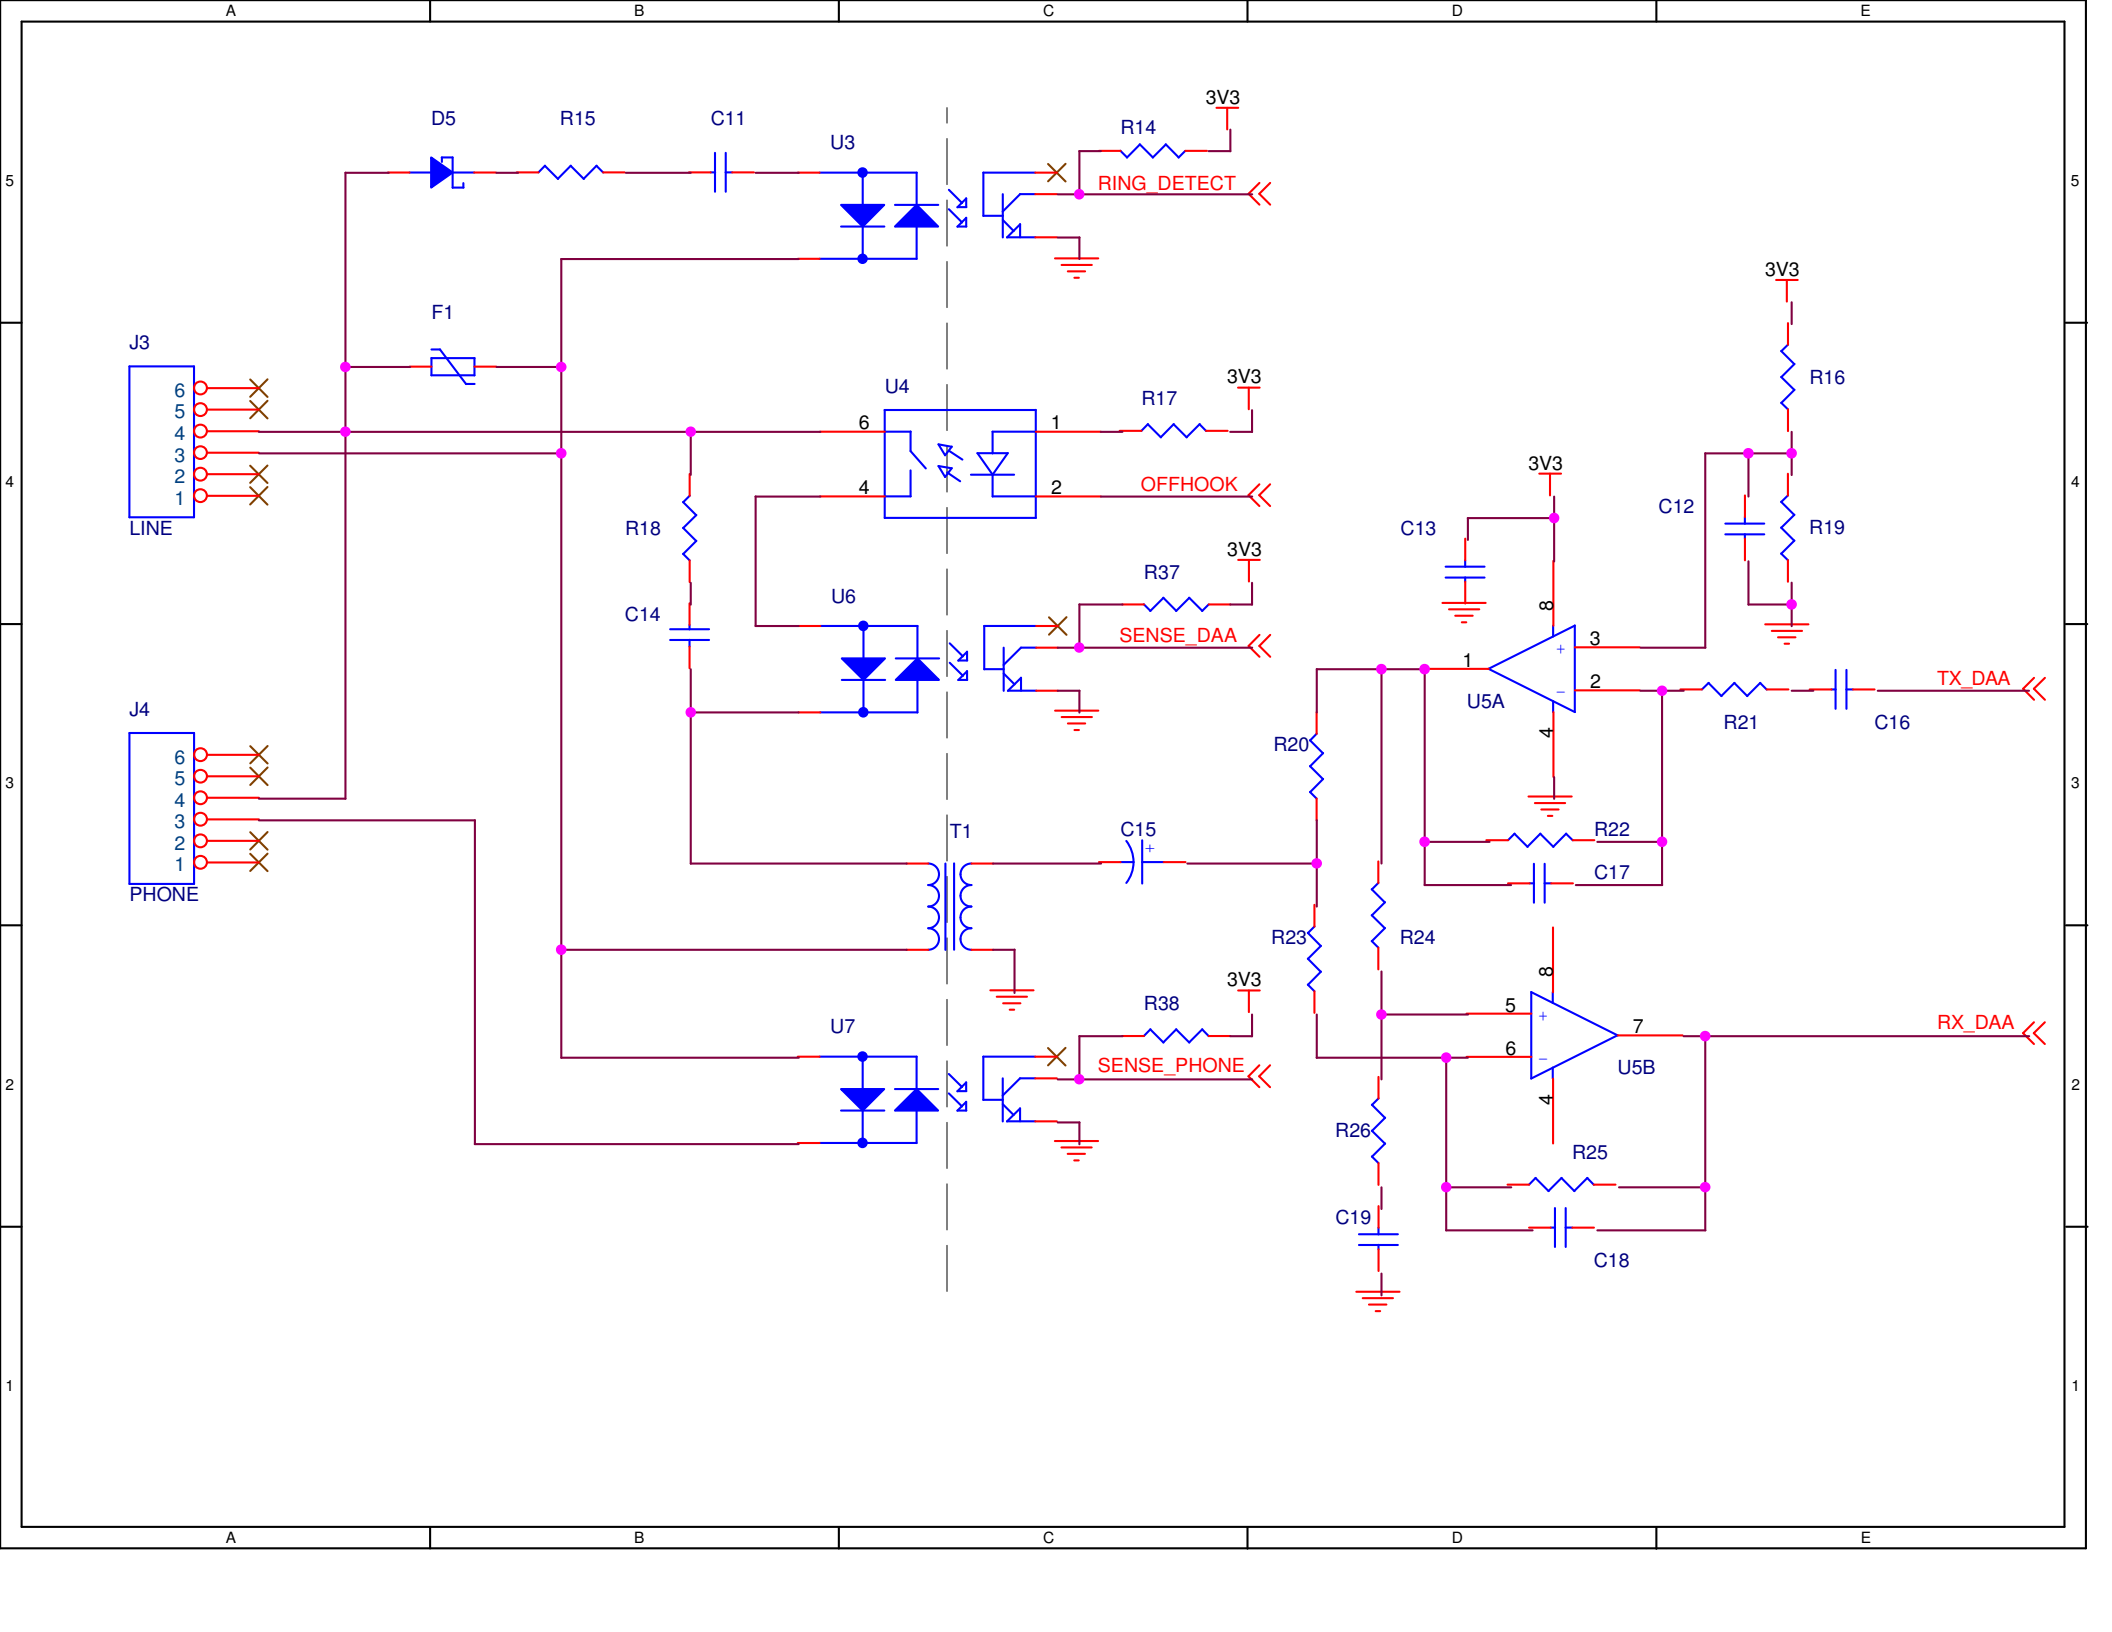 A B C D E
D5 R15 C11 U3
3V3
R14
RING_DETECT
5 5
F1
3V3
R16
J3
6
5
4
3
2
1
LINE
U4
6 1
4 2
3V3
R17
OFFHOOK
4 4
3V3
C13
C12
R19
R18
C14
U6
3V3
R37
SENSE_DAA
8
+
3
1
2
−
U5A
4
TX_DAA
R21
C16
J4
6
5
4
3
2
1
PHONE
3 3
R20
T1
C15
+
R22
C17
R23
R24
3V3
R38
SENSE_PHONE
U7
8
5
+
6
−
7
U5B
4
RX_DAA
2 2
R26
R25
C19
C18
1 1
A B C D E